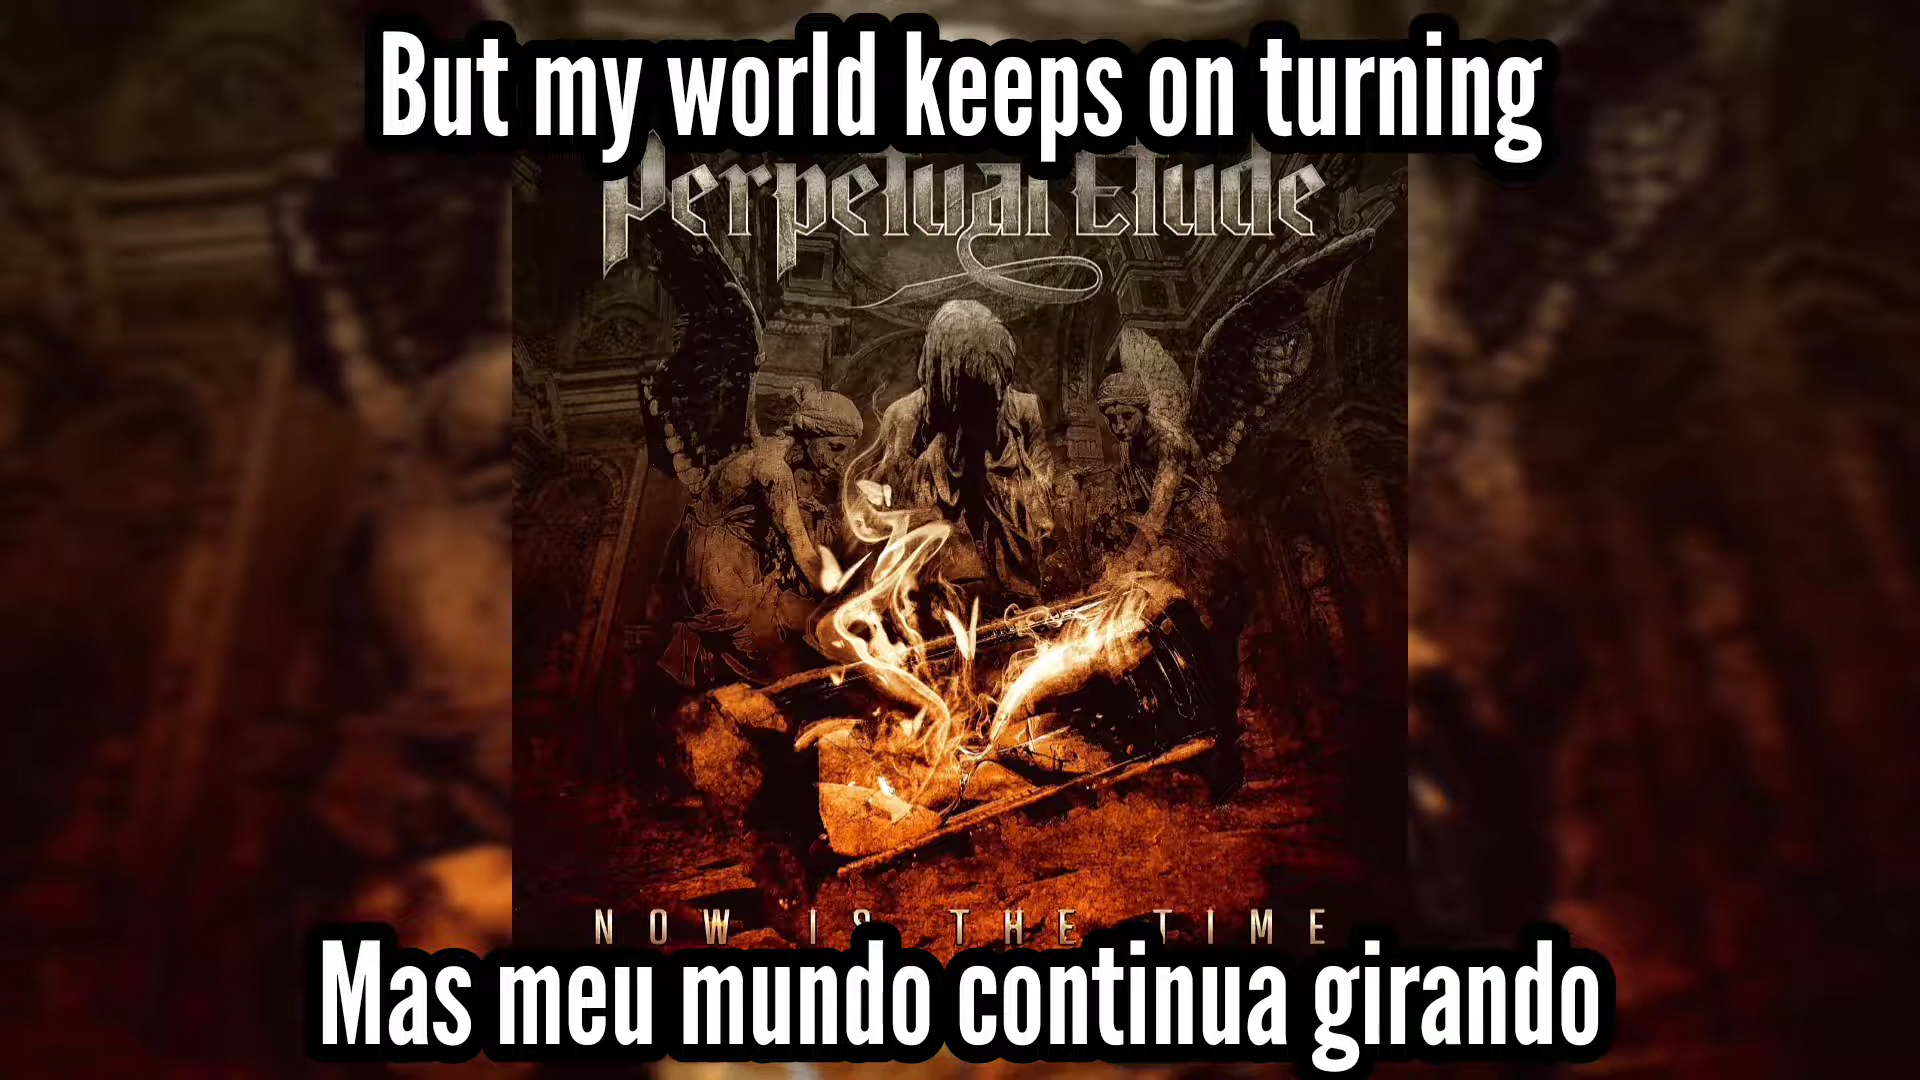 But my world keeps on turning
Perpetual Etude
NOW IS THE TIME
Mas meu mundo continua girando